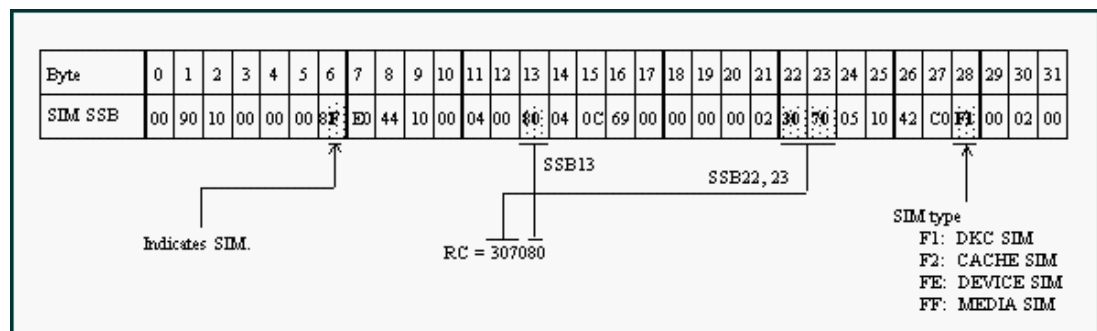 Byte 0 1 2 3 4 5 6 7 8 9 10 11 12 13 14 15 16 17 18 19 20 21 22 23 24 25 26 27 28 29 30 31
SIM SSB 00 90 10 00 00 00 8F E0 44 10 00 04 00 80 04 0C 69 00 00 00 00 02 30 70 05 10 42 C0 F1 00 02 00
SSB13
SSB22, 23
Indicates SIM.
RC = 307080
SIM type
F1: DKC SIM
F2: CACHE SIM
FE: DEVICE SIM
FF: MEDIA SIM